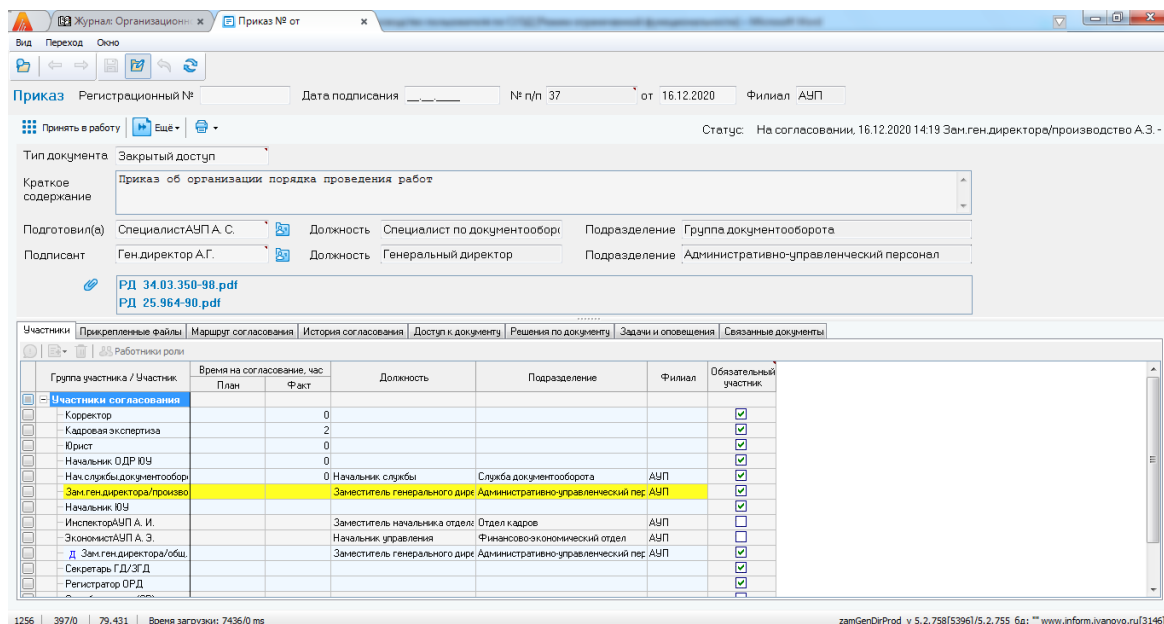 Журнал: Организационн
Приказ № от
Вид Переход Окно
Приказ Регистрационный № Дата подписания __.__.____ № п/п 37 от 16.12.2020 Филиал АУП
Принять в работу Ещё
Статус: На согласовании, 16.12.2020 14:19 Зам.ген.директора/производство А.З. -
Тип документа Закрытый доступ
Краткое содержание Приказ об организации порядка проведения работ
Подготовил(а) СпециалистАУП А. С. Должность Специалист по документооборо Подразделение Группа документооборота
Подписант Ген.директор А.Г. Должность Генеральный директор Подразделение Административно-управленческий персонал
РД 34.03.350-98.pdf
РД 25.964-90.pdf
Участники Прикрепленные файлы Маршрут согласования История согласования Доступ к документу Решения по документу Задачи и оповещения Связанные документы
Работники роли
Группа участника / Участник Время на согласование, час Должность Подразделение Филиал Обязательный участник
План Факт
Участники согласования
Корректор 0
Кадровая экспертиза 2
Юрист 0
Начальник ОДР ЮУ 0
Нач.службы.документообор 0 Начальник службы Служба документооборота АУП
Зам.ген.директора/произво Заместитель генерального дире Административно-управленческий пер АУП
Начальник ЮУ
ИнспекторАУП А. И. Заместитель начальника отдела Отдел кадров АУП
ЭкономистАУП А. Э. Начальник управления Финансово-экономический отдел АУП
Д Зам.ген.директора/общ. Заместитель генерального дире Административно-управленческий пер АУП
Секретарь ГД/ЗГД
Регистратор ОРД
1256 397/0 79,431 Время загрузки: 7436/0 ms zamGenDirProd v 5.2.758[5396]/5.2.755 бд: "" www.inform.ivanovo.ru[3146]